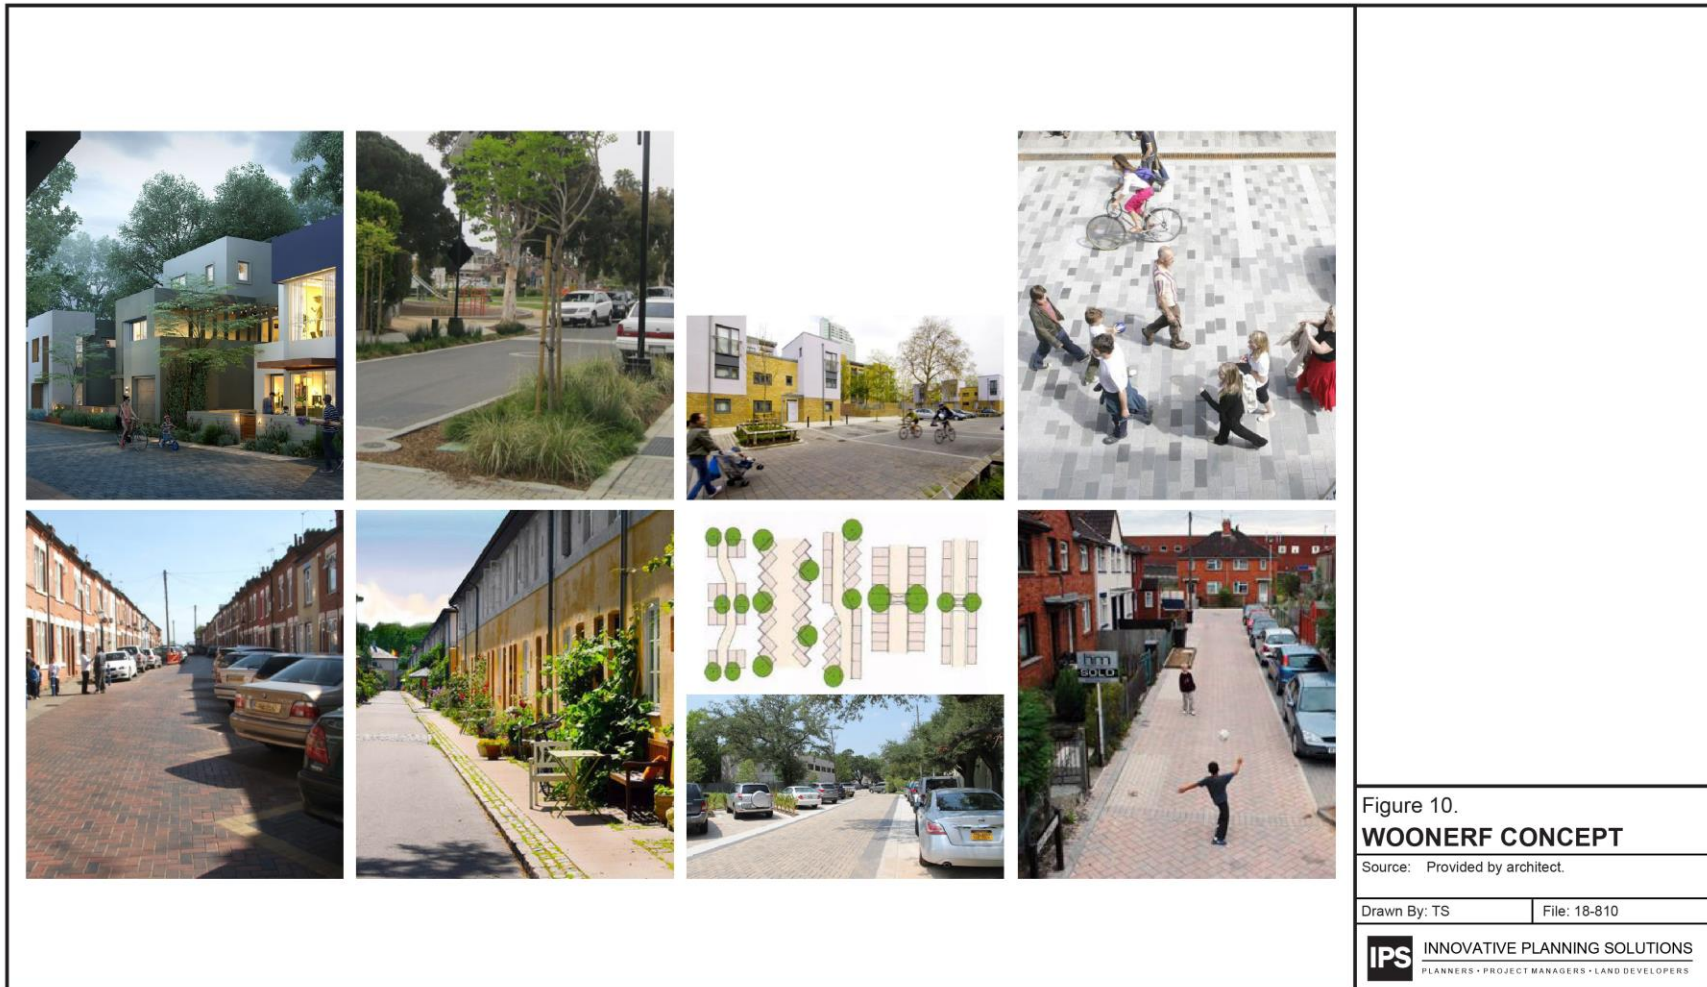 hm
SOLD
Figure 10.
WOONERF CONCEPT
Source: Provided by architect.
Drawn By: TS
File: 18-810
IPS
INNOVATIVE PLANNING SOLUTIONS
PLANNERS • PROJECT MANAGERS • LAND DEVELOPERS